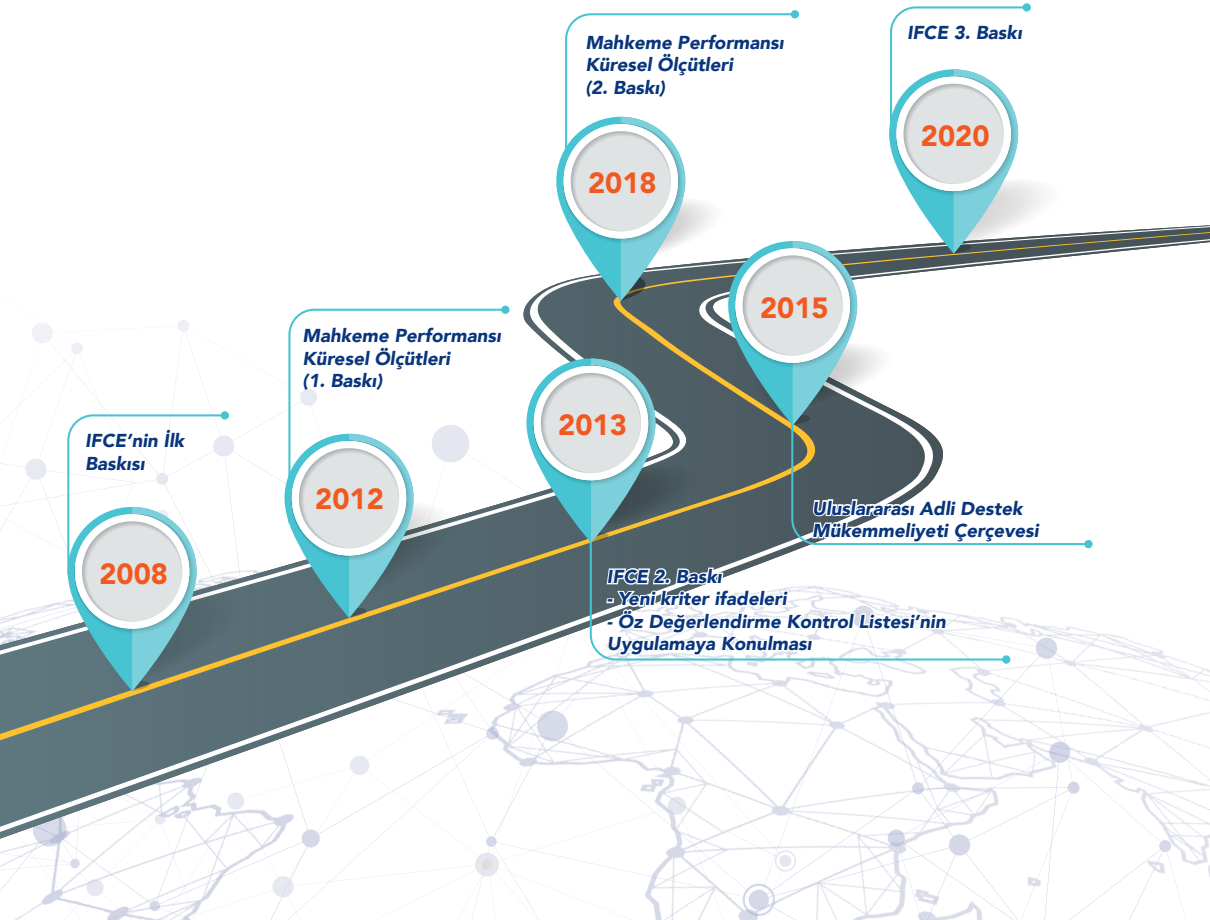 Mahkeme Performansı
Küresel Ölçütleri
(2. Baskı)
IFCE 3. Baskı
2020
2018
2015
Mahkeme Performansı
Küresel Ölçütleri
(1. Baskı)
2013
IFCE’nin İlk
Baskısı
2012
2008
Uluslararası Adli Destek
Mükemmeliyeti Çerçevesi
IFCE 2. Baskı
- Yeni kriter ifadeleri
- Öz Değerlendirme Kontrol Listesi’nin
Uygulamaya Konulması